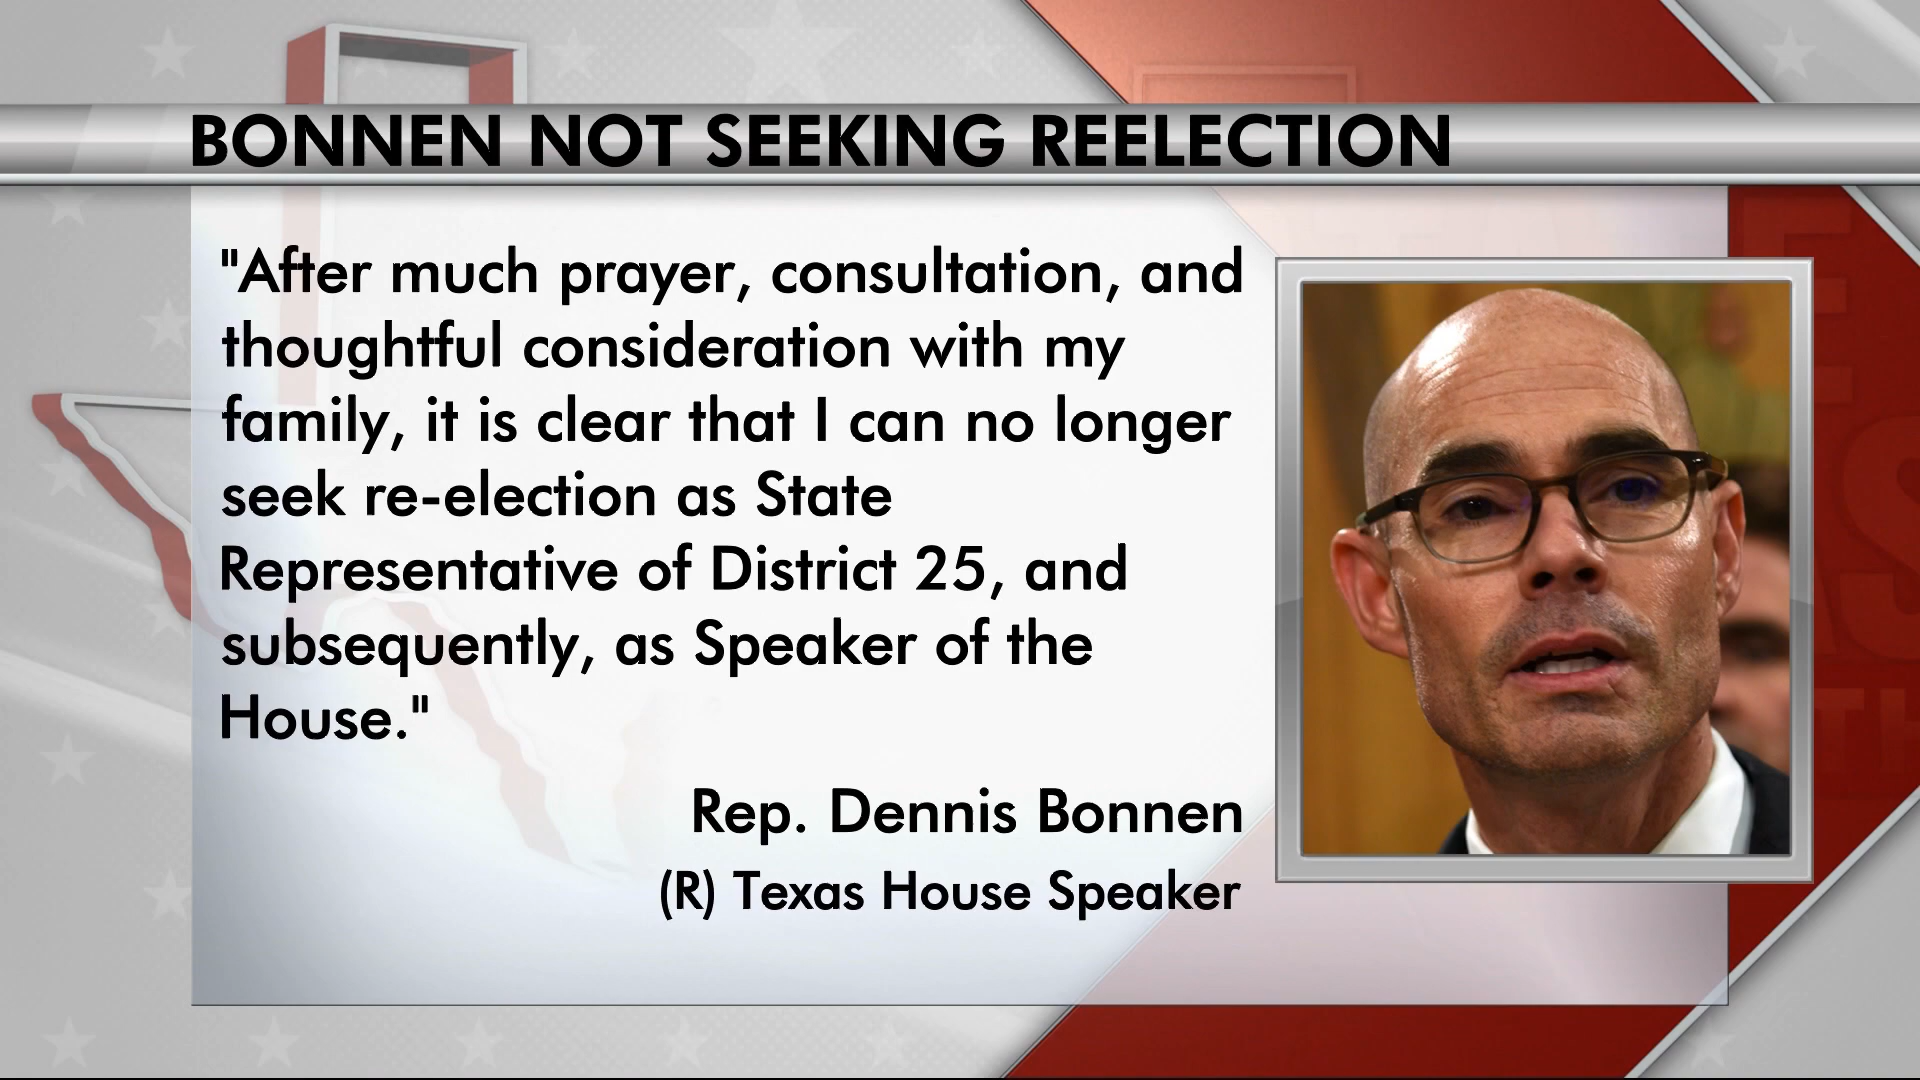 BONNEN NOT SEEKING REELECTION
"After much prayer, consultation, and
thoughtful consideration with my
family, it is clear that I can no longer
seek re-election as State
Representative of District 25, and
subsequently, as Speaker of the
House."
Rep. Dennis Bonnen
(R) Texas House Speaker